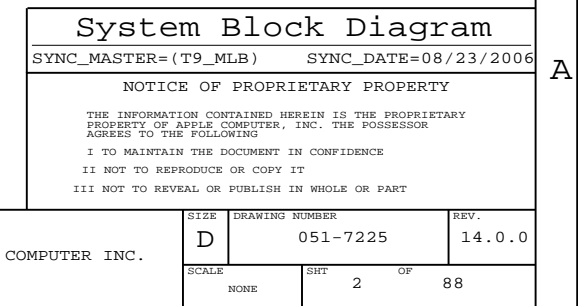 System Block Diagram
SYNC_MASTER=(T9_MLB) SYNC_DATE=08/23/2006
A
NOTICE OF PROPRIETARY PROPERTY
THE INFORMATION CONTAINED HEREIN IS THE PROPRIETARY
PROPERTY OF APPLE COMPUTER, INC. THE POSSESSOR
AGREES TO THE FOLLOWING
I TO MAINTAIN THE DOCUMENT IN CONFIDENCE
II NOT TO REPRODUCE OR COPY IT
III NOT TO REVEAL OR PUBLISH IN WHOLE OR PART
COMPUTER INC.
SIZE DRAWING NUMBER REV.
D 051-7225 14.0.0
SCALE SHT OF
NONE 2 88